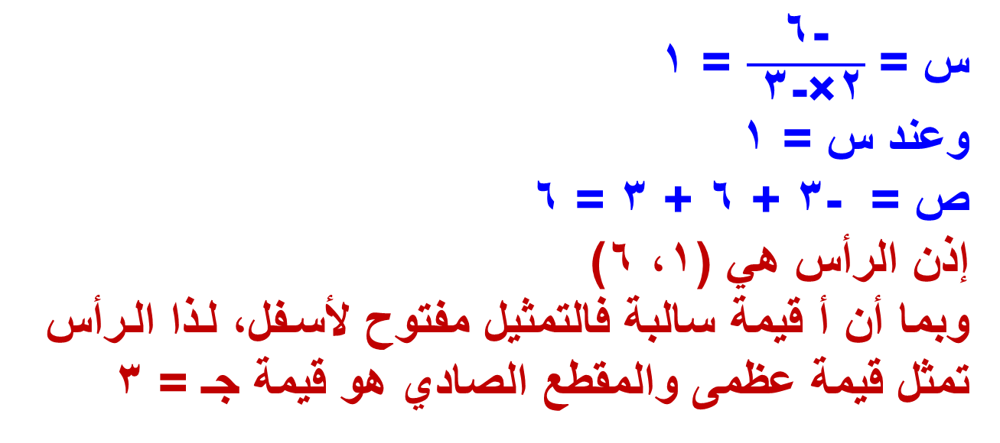 س = -٦ / ٢×-٣ = ١
وعند س = ١
ص = -٣ + ٦ + ٣ = ٦
إذن الرأس هي (١، ٦)
وبما أن أ قيمة سالبة فالتمثيل مفتوح لأسفل، لذا الرأس
تمثل قيمة عظمى والمقطع الصادي هو قيمة جـ = ٣